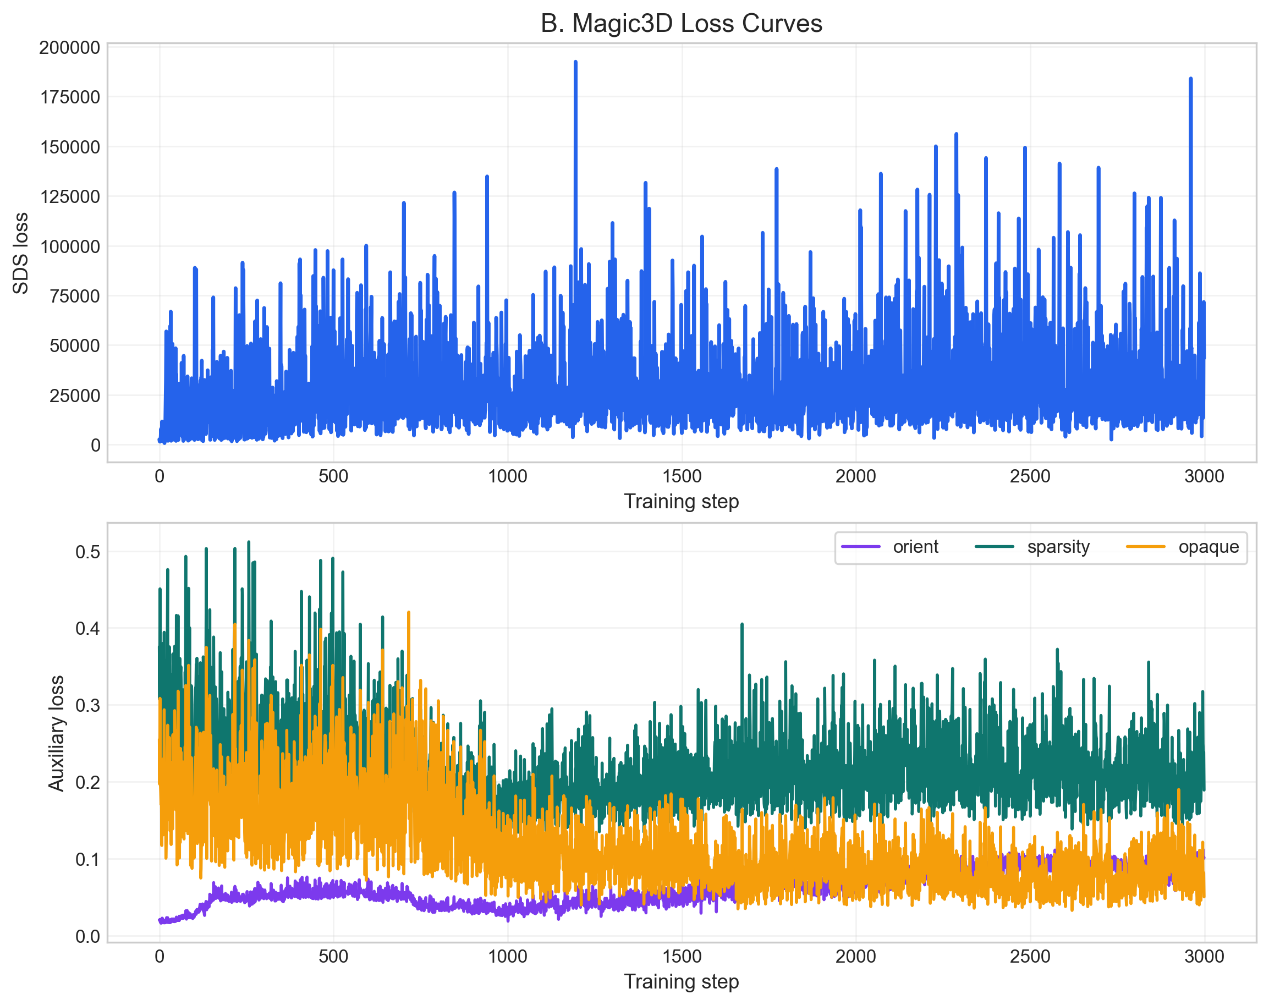 B. Magic3D Loss Curves
200000
175000
150000
125000
100000
75000
50000
25000
0
SDS loss
0 500 1000 1500 2000 2500 3000
Training step
orient sparsity opaque
0.5
0.4
0.3
0.2
0.1
0.0
Auxiliary loss
0 500 1000 1500 2000 2500 3000
Training step